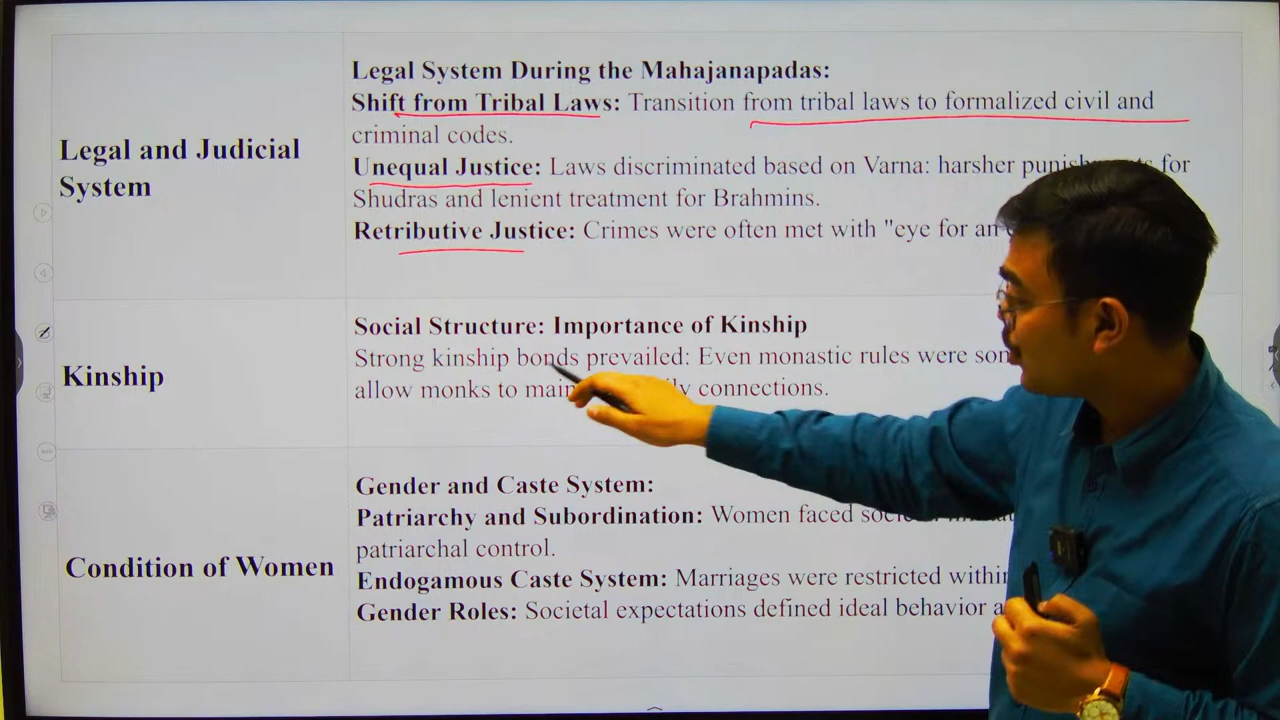 Legal and Judicial
System
Legal System During the Mahajanapadas:
Shift from Tribal Laws: Transition from tribal laws to formalized civil and
criminal codes.
Unequal Justice: Laws discriminated based on Varna: harsher for
Shudras and lenient treatment for Brahmins.
Retributive Justice: Crimes were often met with "eye for an
Kinship
Social Structure: Importance of Kinship
Strong kinship bonds prevailed: Even monastic rules were
allow monks to connections.
Condition of Women
Gender and Caste System:
Patriarchy and Subordination: Women faced
patriarchal control.
Endogamous Caste System: Marriages were restricted
Gender Roles: Societal expectations defined ideal behavior